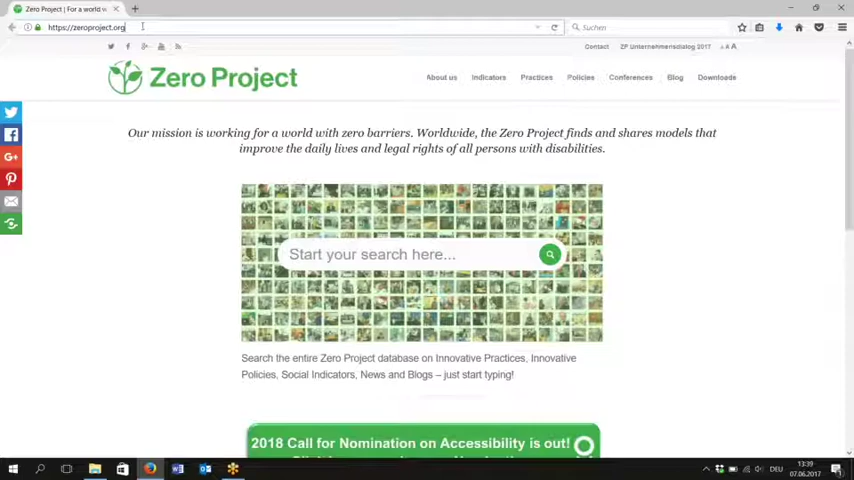 Zero Project | For a world w
https://zeroproject.org
Suchen
Contact
ZP Unternehmensdialog 2017
A A A
Zero Project
About us
Indicators
Practices
Policies
Conferences
Blog
Downloads
Our mission is working for a world with zero barriers. Worldwide, the Zero Project finds and shares models that
improve the daily lives and legal rights of all persons with disabilities.
Start your search here...
Search the entire Zero Project database on Innovative Practices, Innovative
Policies, Social Indicators, News and Blogs – just start typing!
2018 Call for Nomination on Accessibility is out!
DEU
13:39
07.06.2017